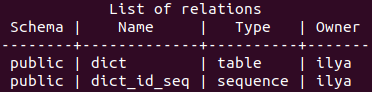 List of relations
Schema | Name | Type | Owner
--------+-------------+----------+-------
public | dict | table | ilya
public | dict_id_seq | sequence | ilya